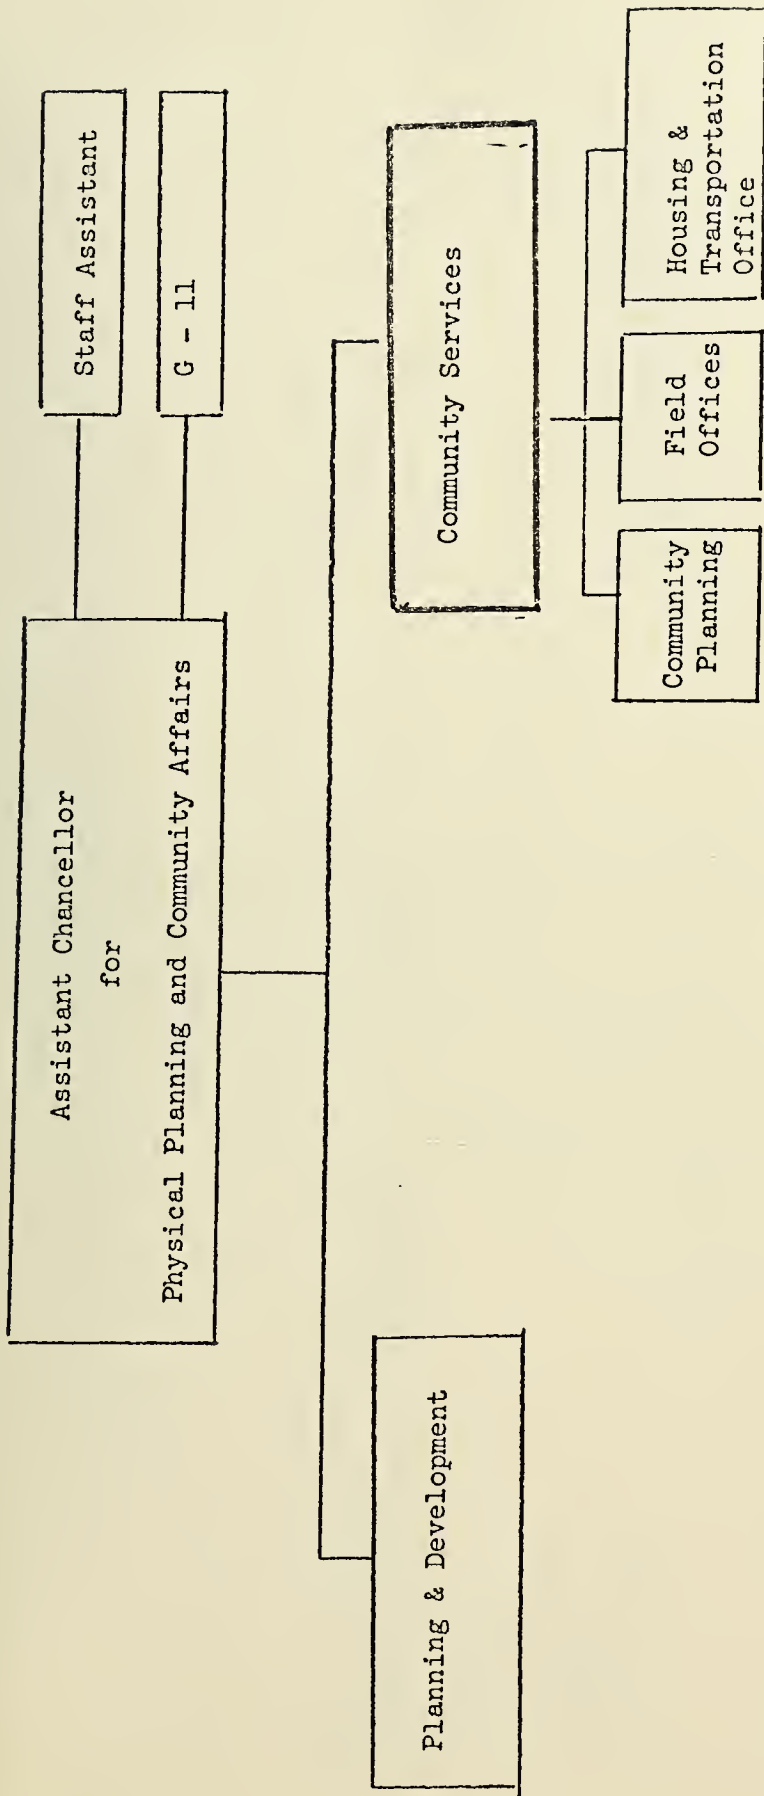 Assistant Chancellor
for
Physical Planning and Community Affairs
Staff Assistant
G - 11
Planning & Development
Community Services
Community
Planning
Field
Offices
Housing &
Transportation
Office